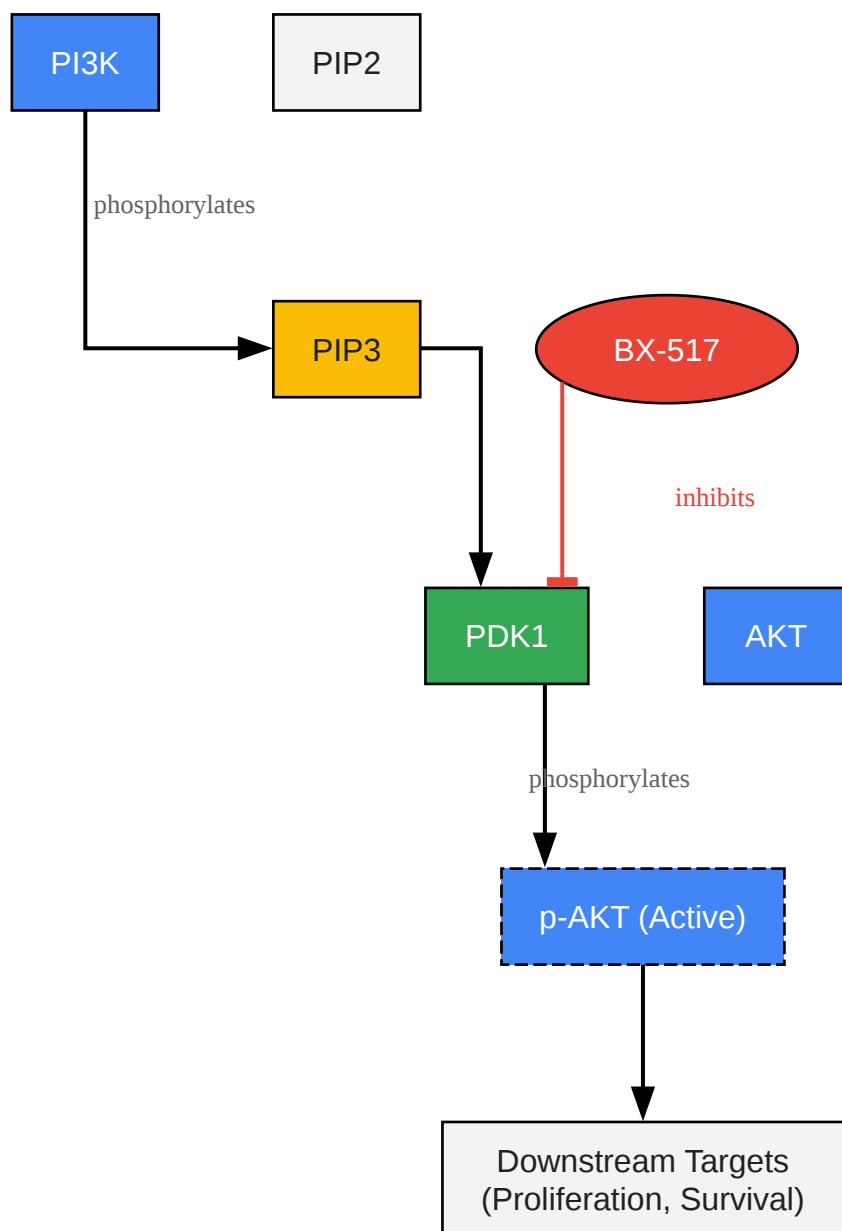 PI3K
PIP2
phosphorylates
PIP3
BX-517
inhibits
PDK1
AKT
phosphorylates
p-AKT (Active)
Downstream Targets
(Proliferation, Survival)